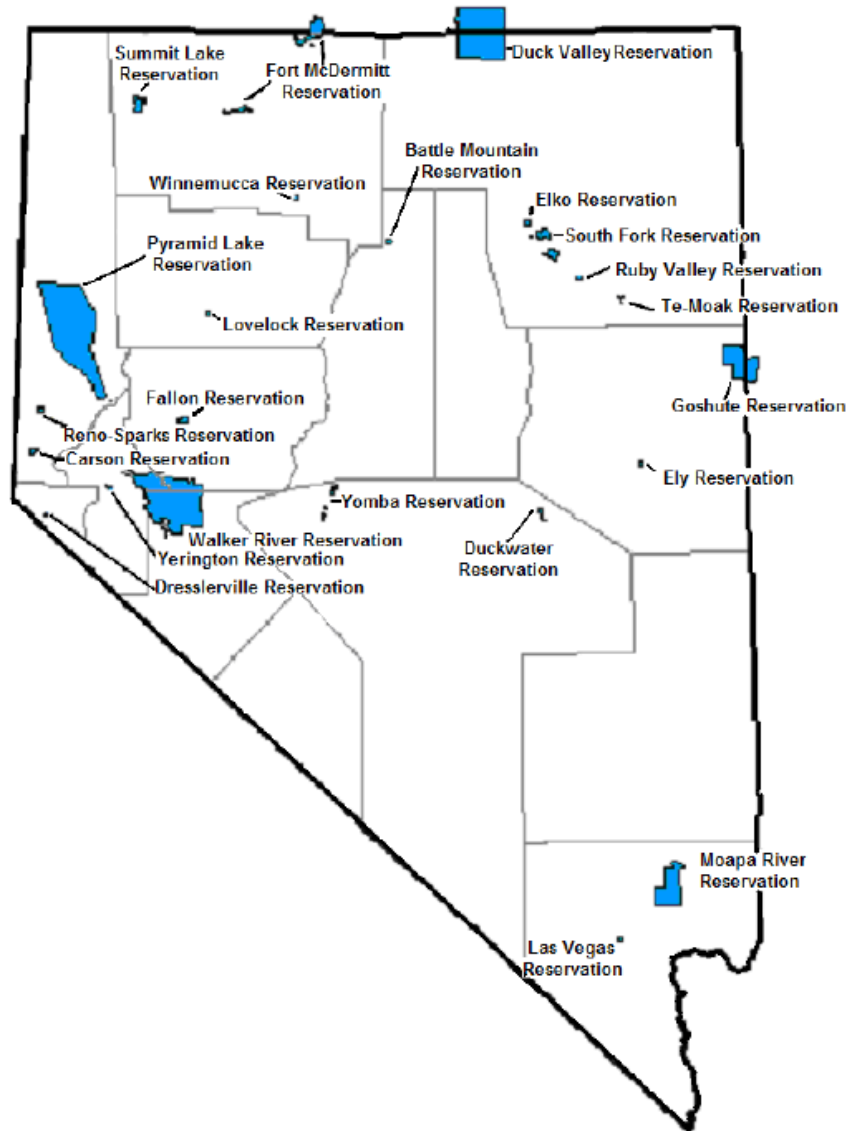 Summit Lake
Reservation
Fort McDermitt
Reservation
Duck Valley Reservation
Battle Mountain
Reservation
Winnemucca Reservation
Elko Reservation
South Fork Reservation
Pyramid Lake
Reservation
Ruby Valley Reservation
Te-Moak Reservation
Lovelock Reservation
Fallon Reservation
Goshute Reservation
Reno-Sparks Reservation
Carson Reservation
Ely Reservation
Yomba Reservation
Walker River Reservation
Duckwater
Reservation
Yerington Reservation
Dresslerville Reservation
Moapa River
Reservation
Las Vegas
Reservation